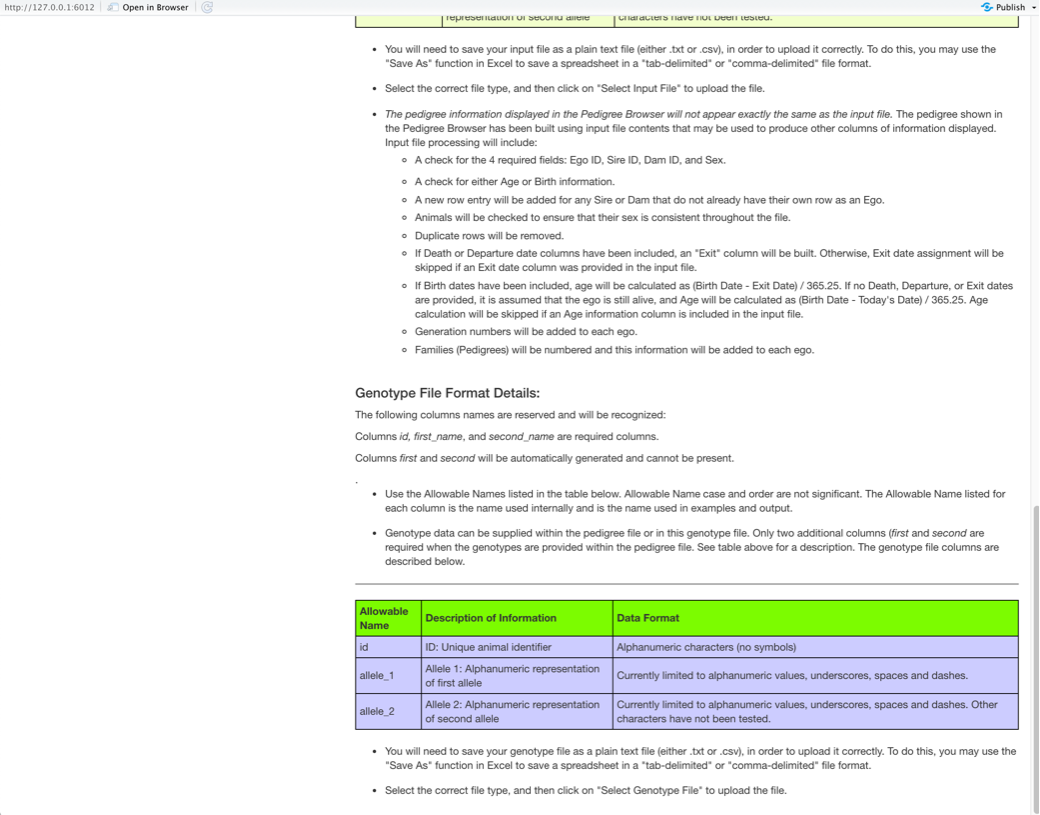 http://127.0.0.1:6012 Open in Browser Publish
representation of second allele characters have not been tested.
• You will need to save your input file as a plain text file (either .txt or .csv), in order to upload it correctly. To do this, you may use the
"Save As" function in Excel to save a spreadsheet in a "tab-delimited" or "comma-delimited" file format.
• Select the correct file type, and then click on "Select Input File" to upload the file.
• The pedigree information displayed in the Pedigree Browser will not appear exactly the same as the input file. The pedigree shown in
the Pedigree Browser has been built using input file contents that may be used to produce other columns of information displayed.
Input file processing will include:
◦ A check for the 4 required fields: Ego ID, Sire ID, Dam ID, and Sex.
◦ A check for either Age or Birth information.
◦ A new row entry will be added for any Sire or Dam that do not already have their own row as an Ego.
◦ Animals will be checked to ensure that their sex is consistent throughout the file.
◦ Duplicate rows will be removed.
◦ If Death or Departure date columns have been included, an "Exit" column will be built. Otherwise, Exit date assignment will be
skipped if an Exit date column was provided in the input file.
◦ If Birth dates have been included, age will be calculated as (Birth Date - Exit Date) / 365.25. If no Death, Departure, or Exit dates
are provided, it is assumed that the ego is still alive, and Age will be calculated as (Birth Date - Today's Date) / 365.25. Age
calculation will be skipped if an Age information column is included in the input file.
◦ Generation numbers will be added to each ego.
◦ Families (Pedigrees) will be numbered and this information will be added to each ego.
Genotype File Format Details:
The following columns names are reserved and will be recognized:
Columns id, first_name, and second_name are required columns.
Columns first and second will be automatically generated and cannot be present.
.
• Use the Allowable Names listed in the table below. Allowable Name case and order are not significant. The Allowable Name listed for
each column is the name used internally and is the name used in examples and output.
• Genotype data can be supplied within the pedigree file or in this genotype file. Only two additional columns (first and second are
required when the genotypes are provided within the pedigree file. See table above for a description. The genotype file columns are
described below.
Allowable Name Description of Information Data Format
id ID: Unique animal identifier Alphanumeric characters (no symbols)
allele_1 Allele 1: Alphanumeric representation of first allele Currently limited to alphanumeric values, underscores, spaces and dashes.
allele_2 Allele 2: Alphanumeric representation of second allele Currently limited to alphanumeric values, underscores, spaces and dashes. Other characters have not been tested.
• You will need to save your genotype file as a plain text file (either .txt or .csv), in order to upload it correctly. To do this, you may use the
"Save As" function in Excel to save a spreadsheet in a "tab-delimited" or "comma-delimited" file format.
• Select the correct file type, and then click on "Select Genotype File" to upload the file.